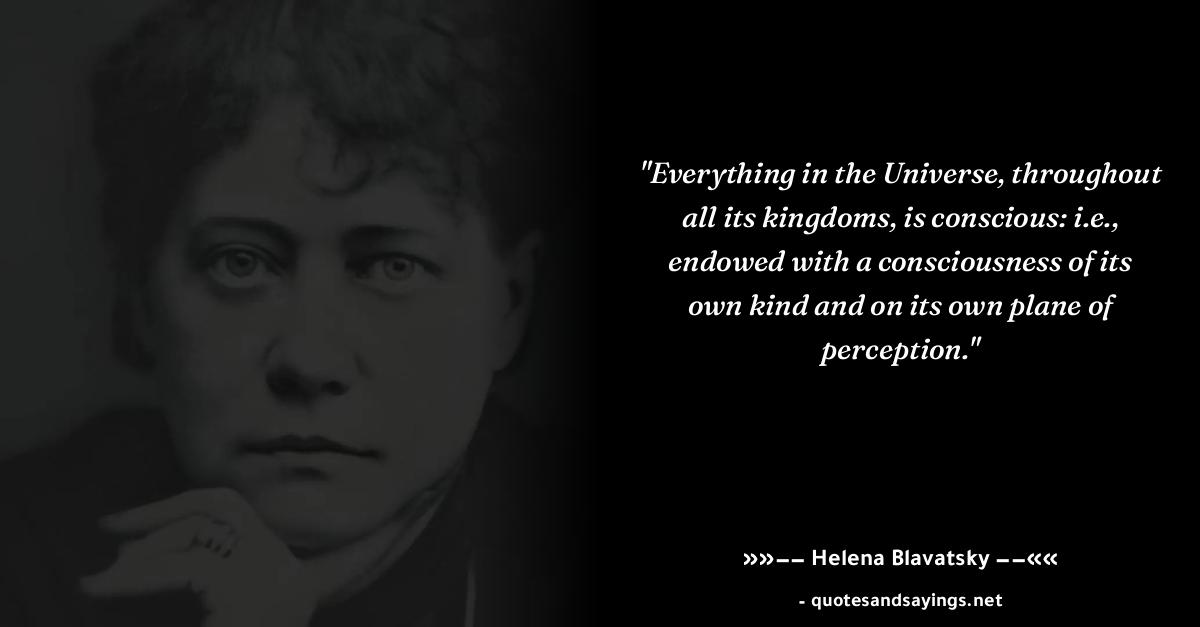 "Everything in the Universe, throughout
all its kingdoms, is conscious: i.e.,
endowed with a consciousness of its
own kind and on its own plane of
perception."
»»−− Helena Blavatsky −−««
- quotesandsayings.net